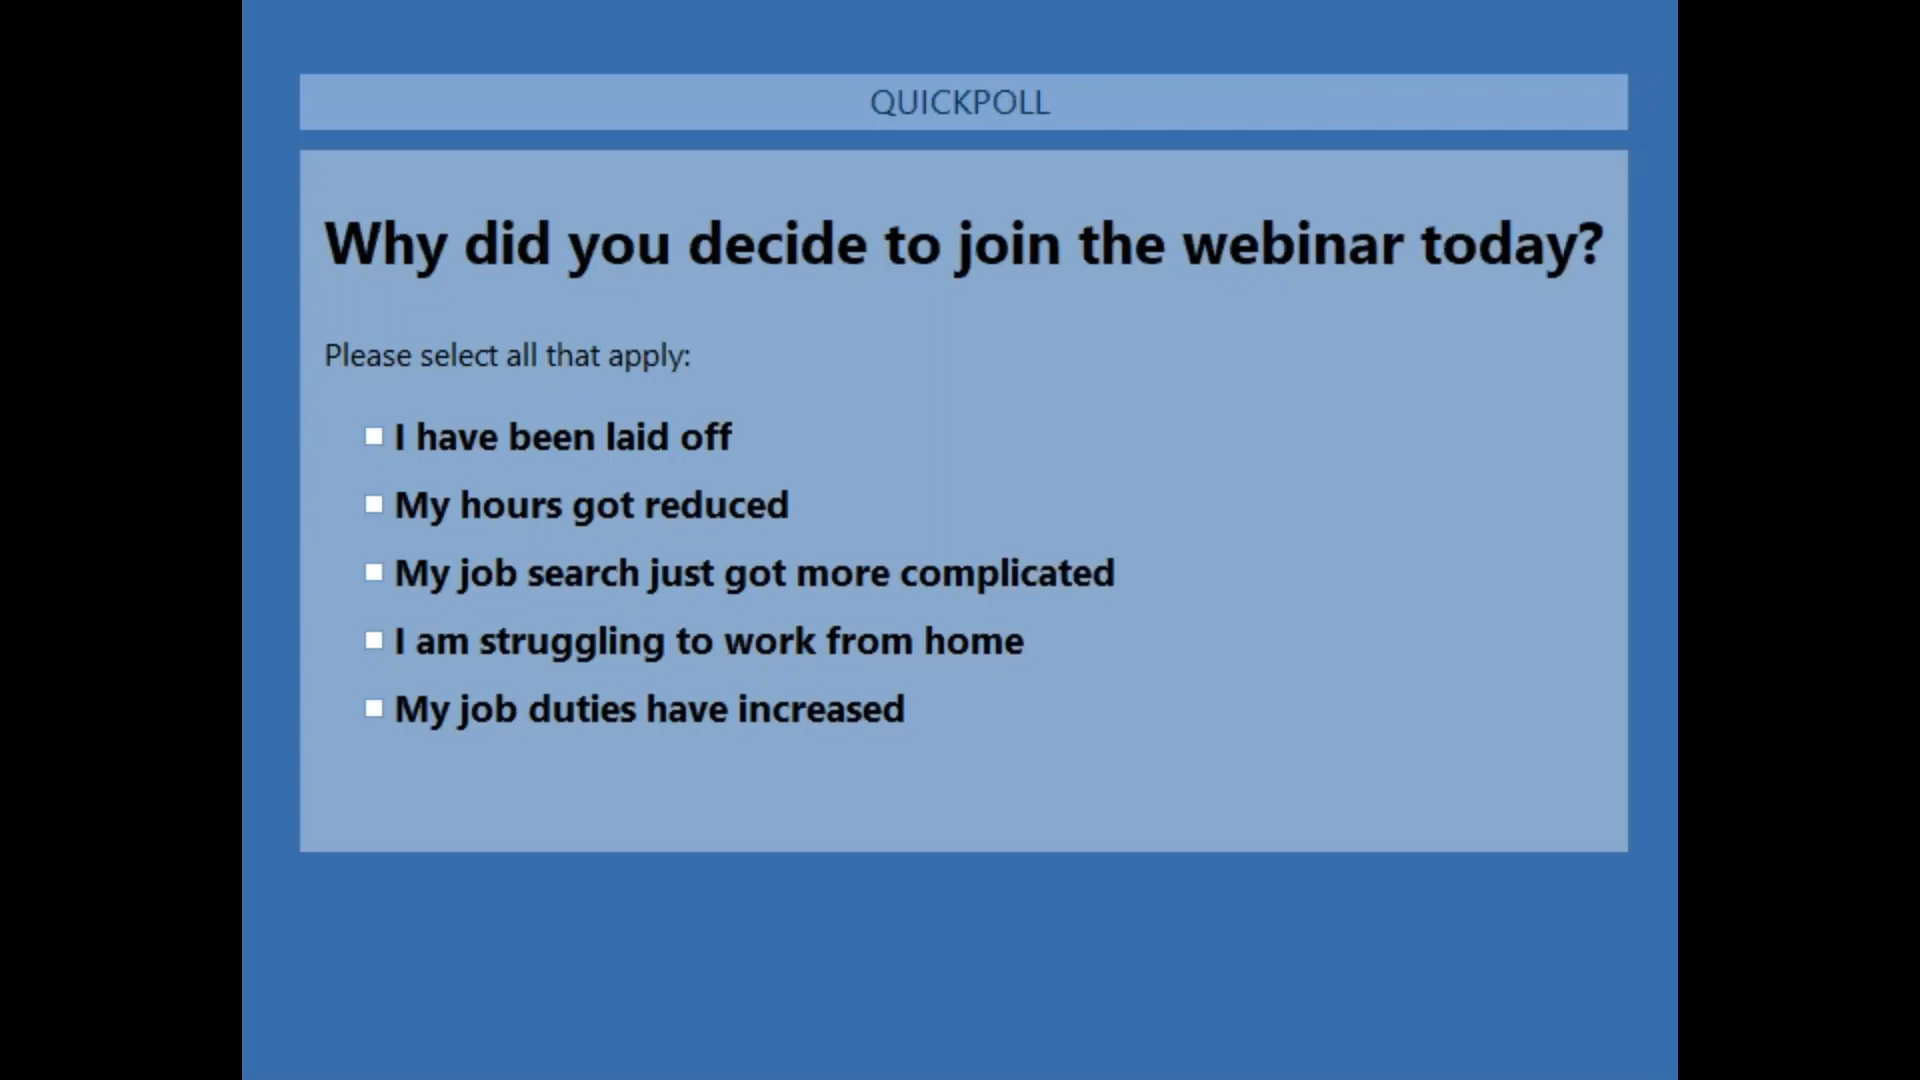 QUICKPOLL
Why did you decide to join the webinar today?
Please select all that apply:
I have been laid off
My hours got reduced
My job search just got more complicated
I am struggling to work from home
My job duties have increased